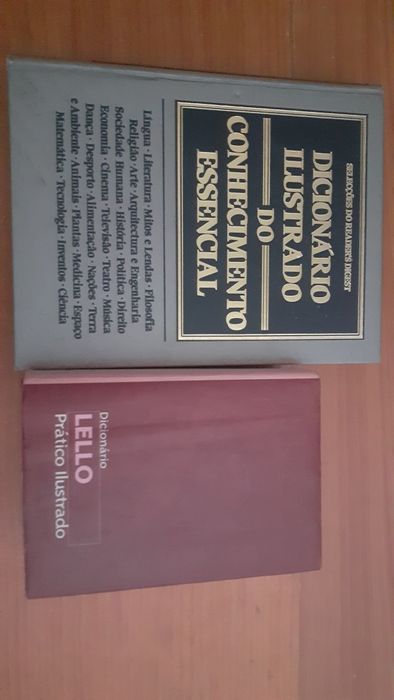 SELECÇÕES DO READER'S DIGEST
DICIONÁRIO
ILUSTRADO
DO
CONHECIMENTO
ESSENCIAL
Língua · Literatura · Mitos e Lendas · Filosofia
Religião · Arte · Arquitectura e Engenharia
Sociedade Humana · História · Política · Direito
Economia · Cinema · Televisão · Teatro · Música
Dança · Desporto · Alimentação · Nações · Terra
e Ambiente · Animais · Plantas · Medicina · Espaço
Matemática · Tecnologia · Inventos · Ciência
Dicionário
LELLO
Prático Ilustrado